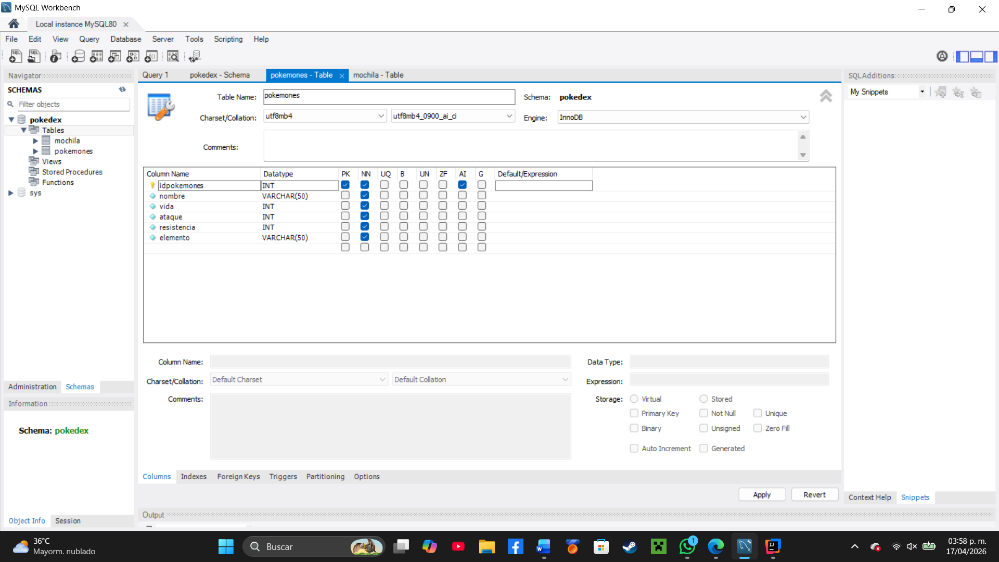 MySQL Workbench
Local instance MySQL80
File Edit View Query Database Server Tools Scripting Help
Navigator
SCHEMAS
Filter objects
pokedex
Tables
mochila
pokemones
Views
Stored Procedures
Functions
sys
Administration Schemas
Information
Schema: pokedex
Object Info Session
Query 1 pokedex - Schema pokemones - Table mochila - Table
Table Name: pokemones Schema: pokedex
Charset/Collation: utf8mb4 utf8mb4_0900_ai_ci Engine: InnoDB
Comments:
Column Name Datatype PK NN UQ B UN ZF AI G Default/Expression
idpokemones INT
nombre VARCHAR(50)
vida INT
ataque INT
resistencia INT
elemento VARCHAR(50)
Column Name: Data Type:
Charset/Collation: Default Charset Default Collation Expression:
Comments: Storage: Virtual Stored
Primary Key Not Null Unique
Binary Unsigned Zero Fill
Auto Increment Generated
Columns Indexes Foreign Keys Triggers Partitioning Options
Apply Revert
Output
SQLAdditions
My Snippets
Context Help Snippets
36°C
Mayorm. nublado
Buscar
1
03:58 p. m.
17/04/2026